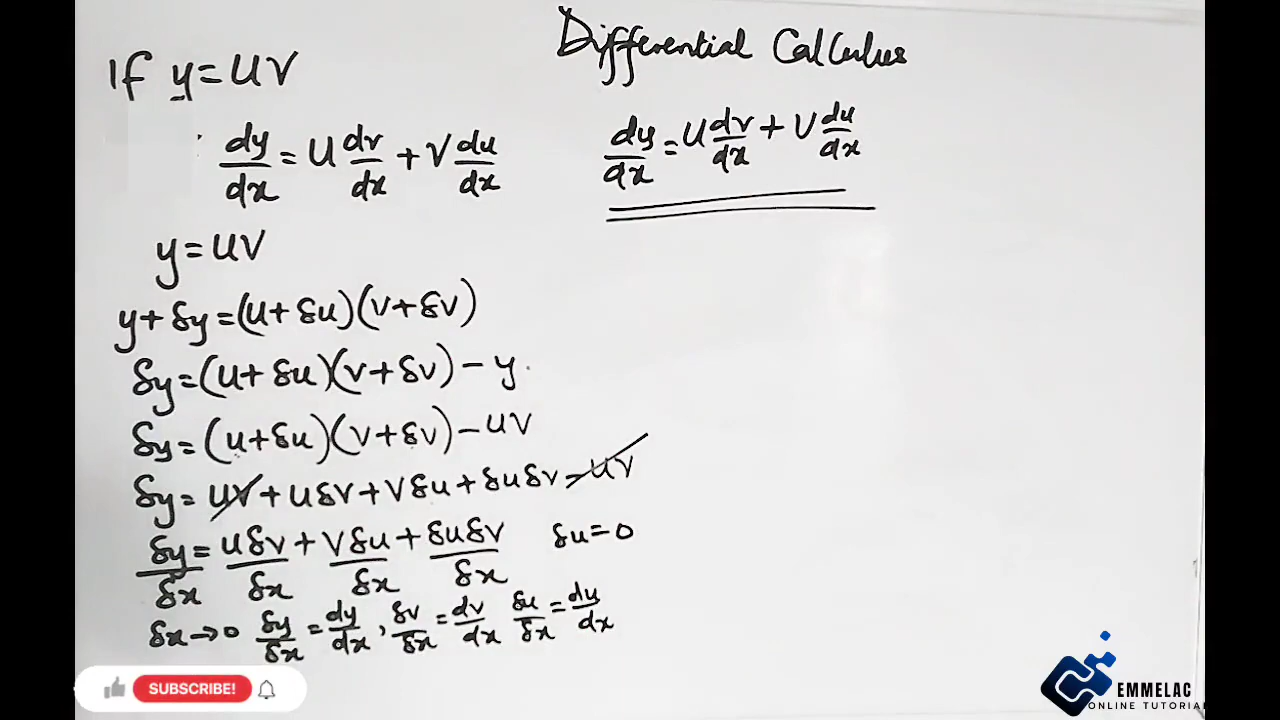 Differential Calculus
If y=UV
dy/dx = U dv/dx + V du/dx
y=UV
y+δy=(u+δu)(v+δv)
δy=(u+δu)(v+δv)-y
δy=(u+δu)(v+δv)-UV
δy=UV+Uδv+Vδu+δuδv-UV
δy/δx = Uδv/δx + Vδu/δx + δuδv/δx δu=0
δx→0 δy/δx = dy/dx, δv/δx = dv/dx δu/δx = du/dx
dy/dx = U dv/dx + V du/dx
SUBSCRIBE!
EMMELAC
ONLINE TUTORIA